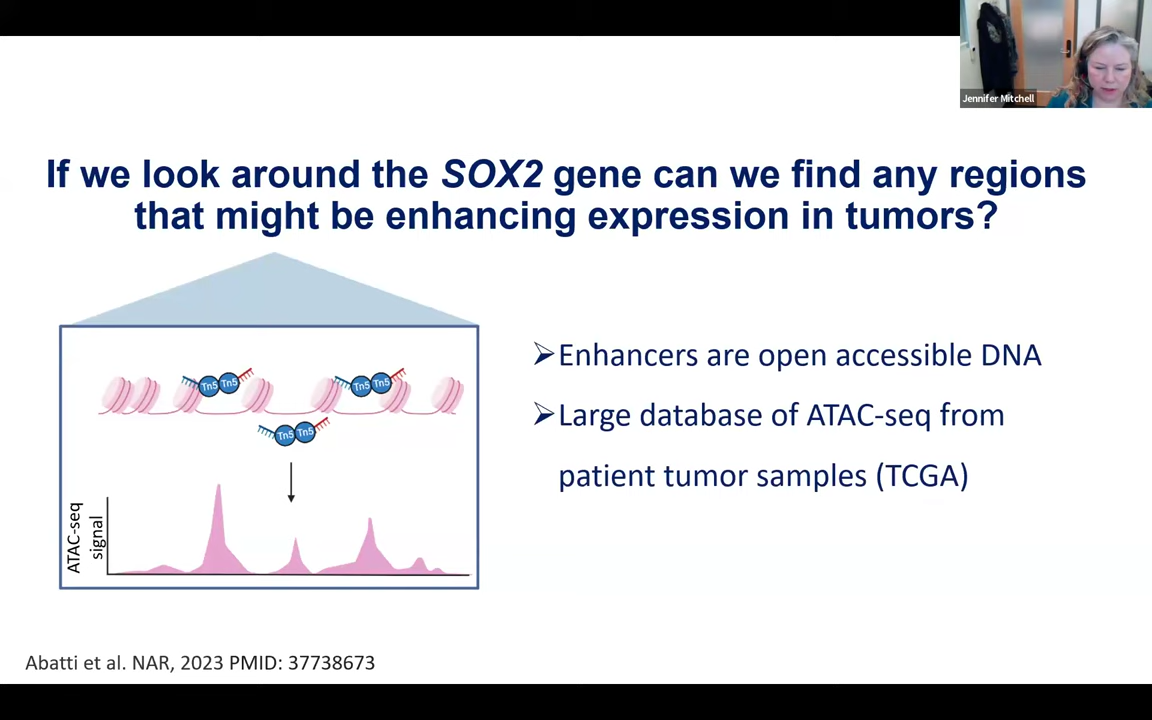 Jennifer Mitchell
If we look around the SOX2 gene can we find any regions
that might be enhancing expression in tumors?
Tn5 Tn5
Tn5 Tn5
Tn5 Tn5
ATAC-seq
signal
➢Enhancers are open accessible DNA
➢Large database of ATAC-seq from
patient tumor samples (TCGA)
Abatti et al. NAR, 2023 PMID: 37738673